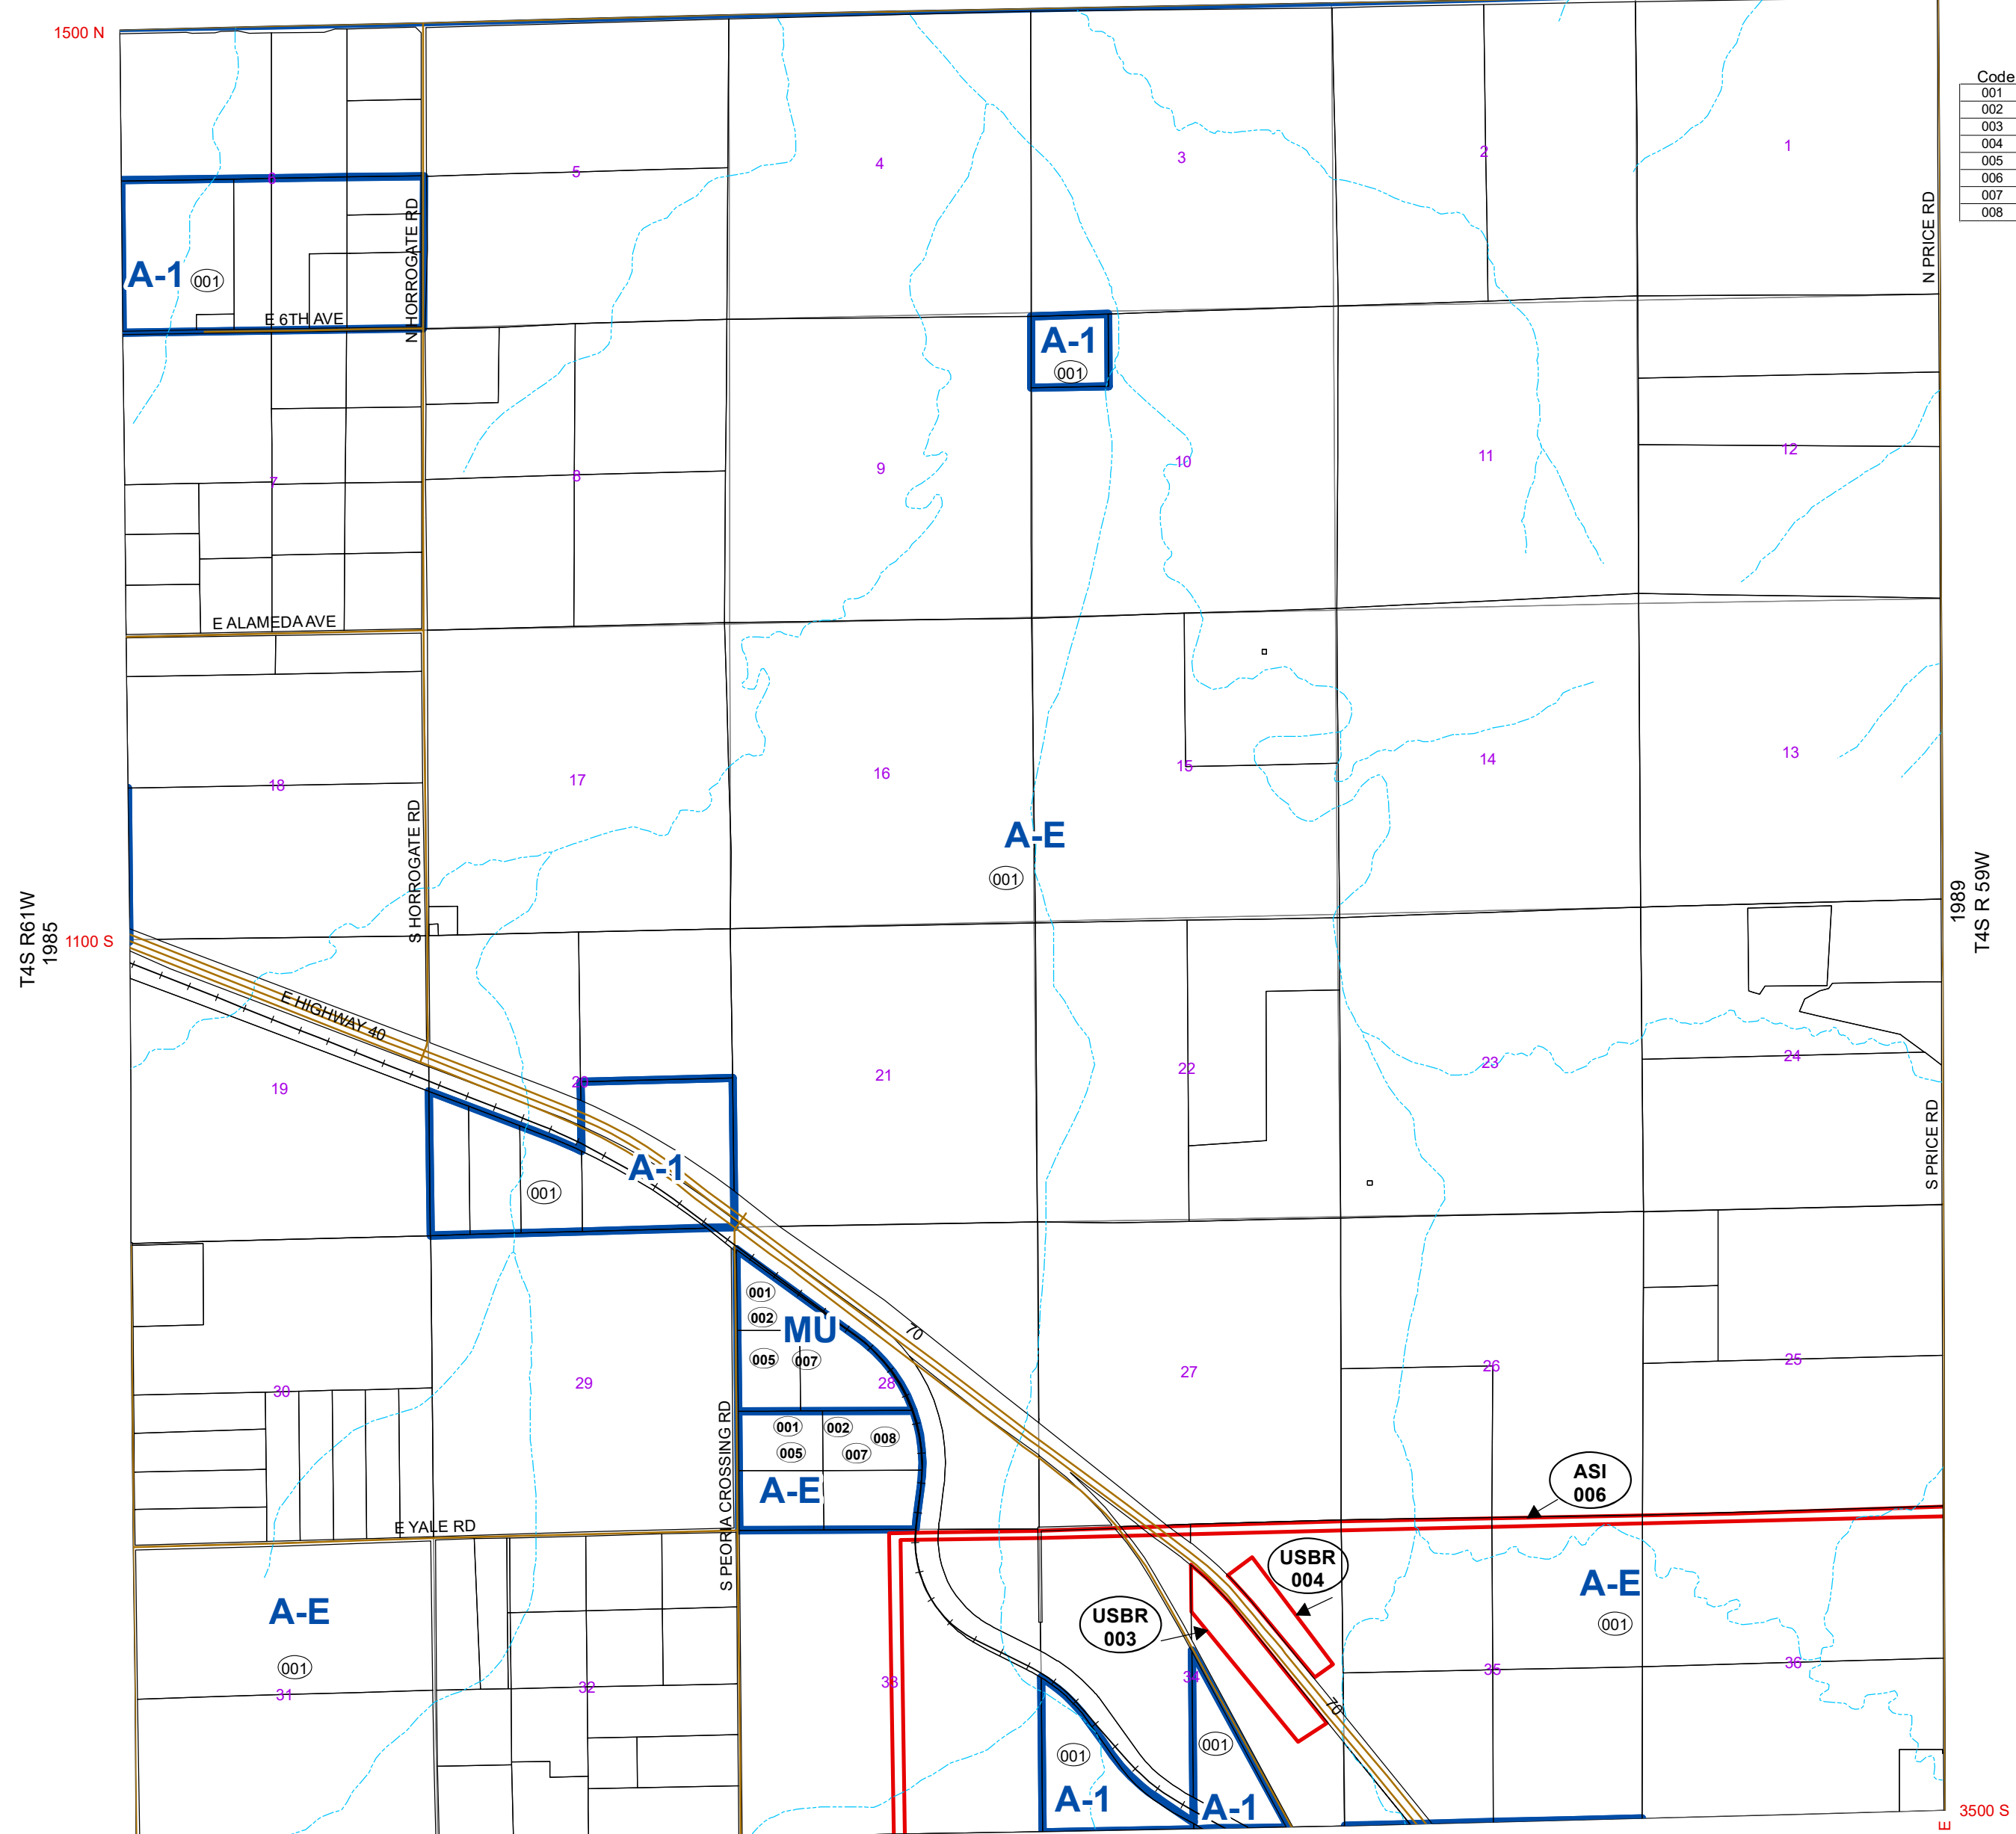 1500 N
Code
001
002
003
004
005
006
007
008
6
5
4
3
2
1
N HORROGATE RD
N PRICE RD
A-1
001
E 6TH AVE
A-1
001
7
8
9
10
11
12
E ALAMEDA AVE
18
17
16
15
14
13
S HORROGATE RD
A-E
001
T4S R61W
1985
1100 S
1989
T4S R 59W
E HIGHWAY 40
19
20
21
22
23
24
A-1
001
S PRICE RD
001
002
MU
005
007
70
30
29
28
27
26
25
001
002
008
005
007
A-E
S PEORIA CROSSING RD
E YALE RD
ASI
006
USBR
004
USBR
003
A-E
001
A-E
001
31
32
33
34
35
36
70
001
A-1
001
A-1
3500 S
E